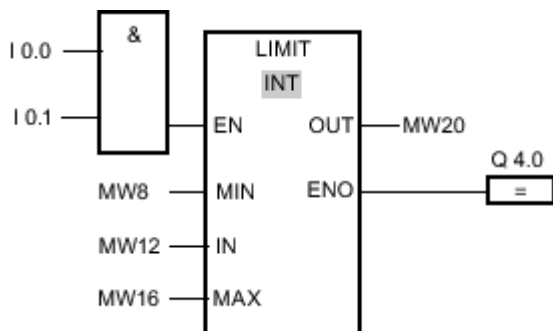 &
I 0.0
LIMIT
INT
I 0.1
EN OUT MW20
Q 4.0
MW8 MIN ENO =
MW12 IN
MW16 MAX